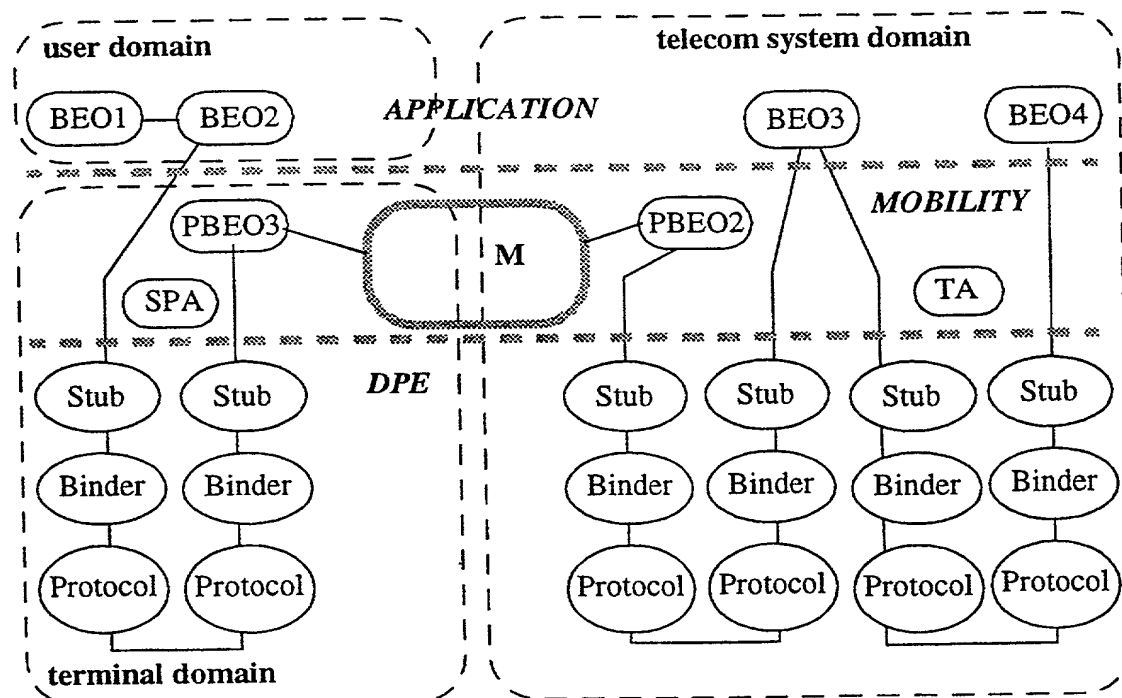 user domain
telecom system domain
BEO1
BEO2
APPLICATION
BEO3
BEO4
MOBILITY
PBEO3
M
PBEO2
SPA
TA
DPE
Stub
Stub
Stub
Stub
Stub
Stub
Binder
Binder
Binder
Binder
Binder
Binder
Protocol
Protocol
Protocol
Protocol
Protocol
Protocol
terminal domain